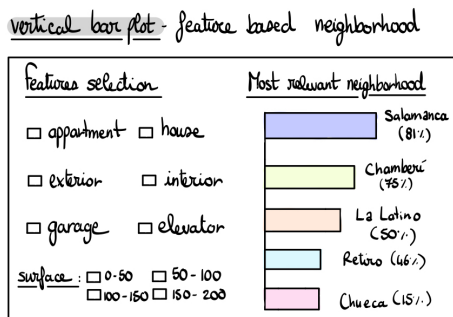 vertical bar plot - feature based neighborhood
Features selection
appartment house
exterior interior
garage elevator
surface : 0-50 50-100
100-150 150-200
Most relevant neighborhood
Salamanca
(81%)
Chamberí
(75%)
La Latino
(50%)
Retiro (46%)
Chueca (15%)